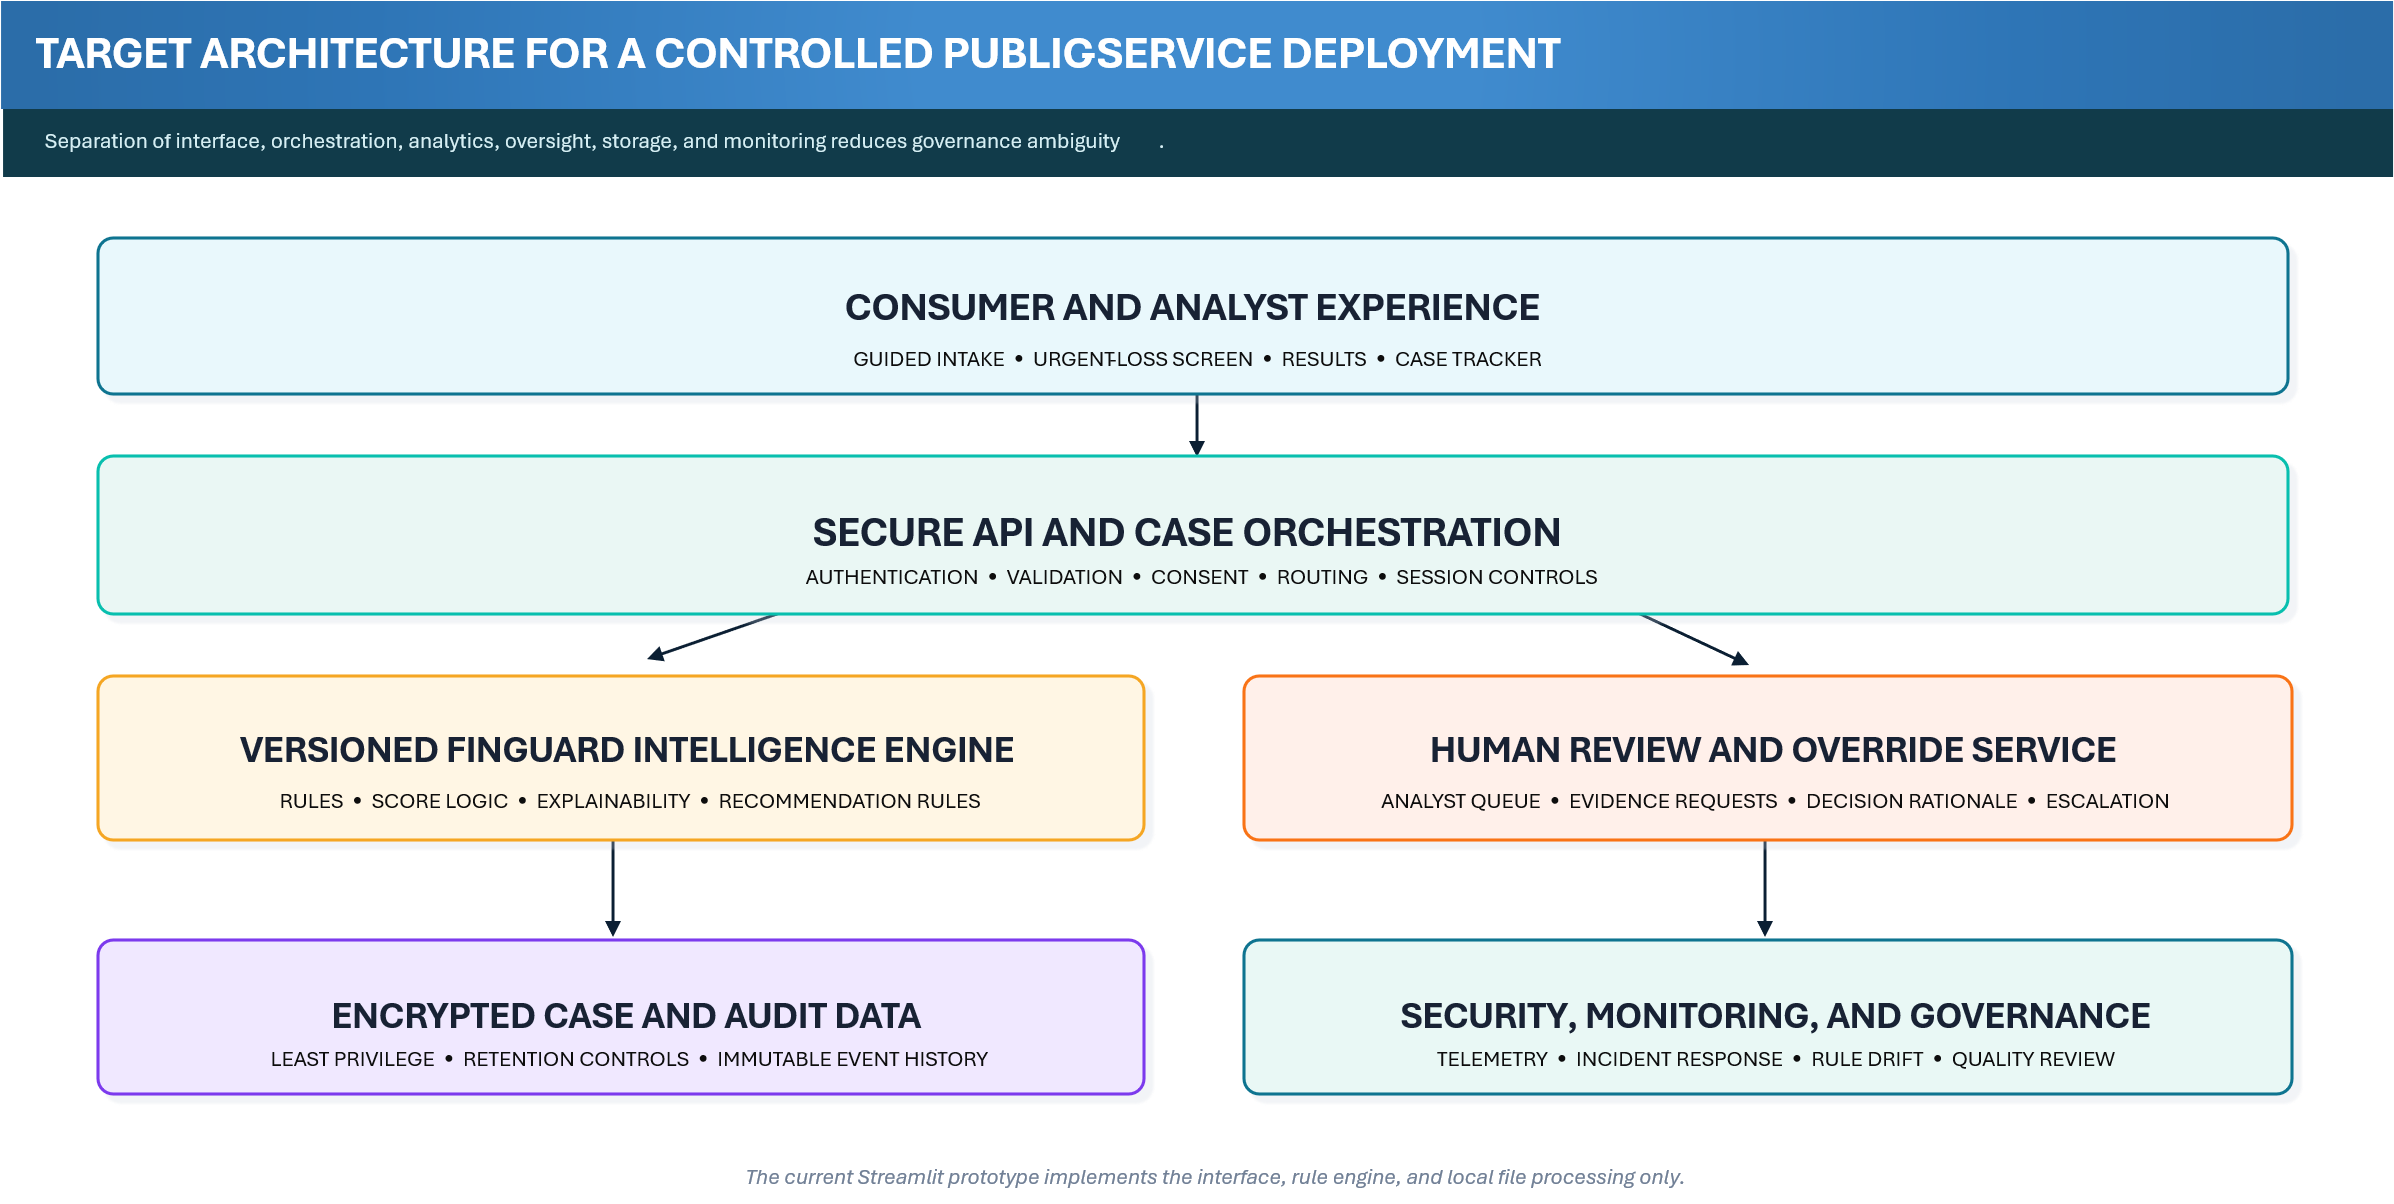 TARGET ARCHITECTURE FOR A CONTROLLED PUBLIC-SERVICE DEPLOYMENT
Separation of interface, orchestration, analytics, oversight, storage, and monitoring reduces governance ambiguity .
CONSUMER AND ANALYST EXPERIENCE
GUIDED INTAKE • URGENT-LOSS SCREEN • RESULTS • CASE TRACKER
SECURE API AND CASE ORCHESTRATION
AUTHENTICATION • VALIDATION • CONSENT • ROUTING • SESSION CONTROLS
VERSIONED FINGUARD INTELLIGENCE ENGINE
RULES • SCORE LOGIC • EXPLAINABILITY • RECOMMENDATION RULES
HUMAN REVIEW AND OVERRIDE SERVICE
ANALYST QUEUE • EVIDENCE REQUESTS • DECISION RATIONALE • ESCALATION
ENCRYPTED CASE AND AUDIT DATA
LEAST PRIVILEGE • RETENTION CONTROLS • IMMUTABLE EVENT HISTORY
SECURITY, MONITORING, AND GOVERNANCE
TELEMETRY • INCIDENT RESPONSE • RULE DRIFT • QUALITY REVIEW
The current Streamlit prototype implements the interface, rule engine, and local file processing only.